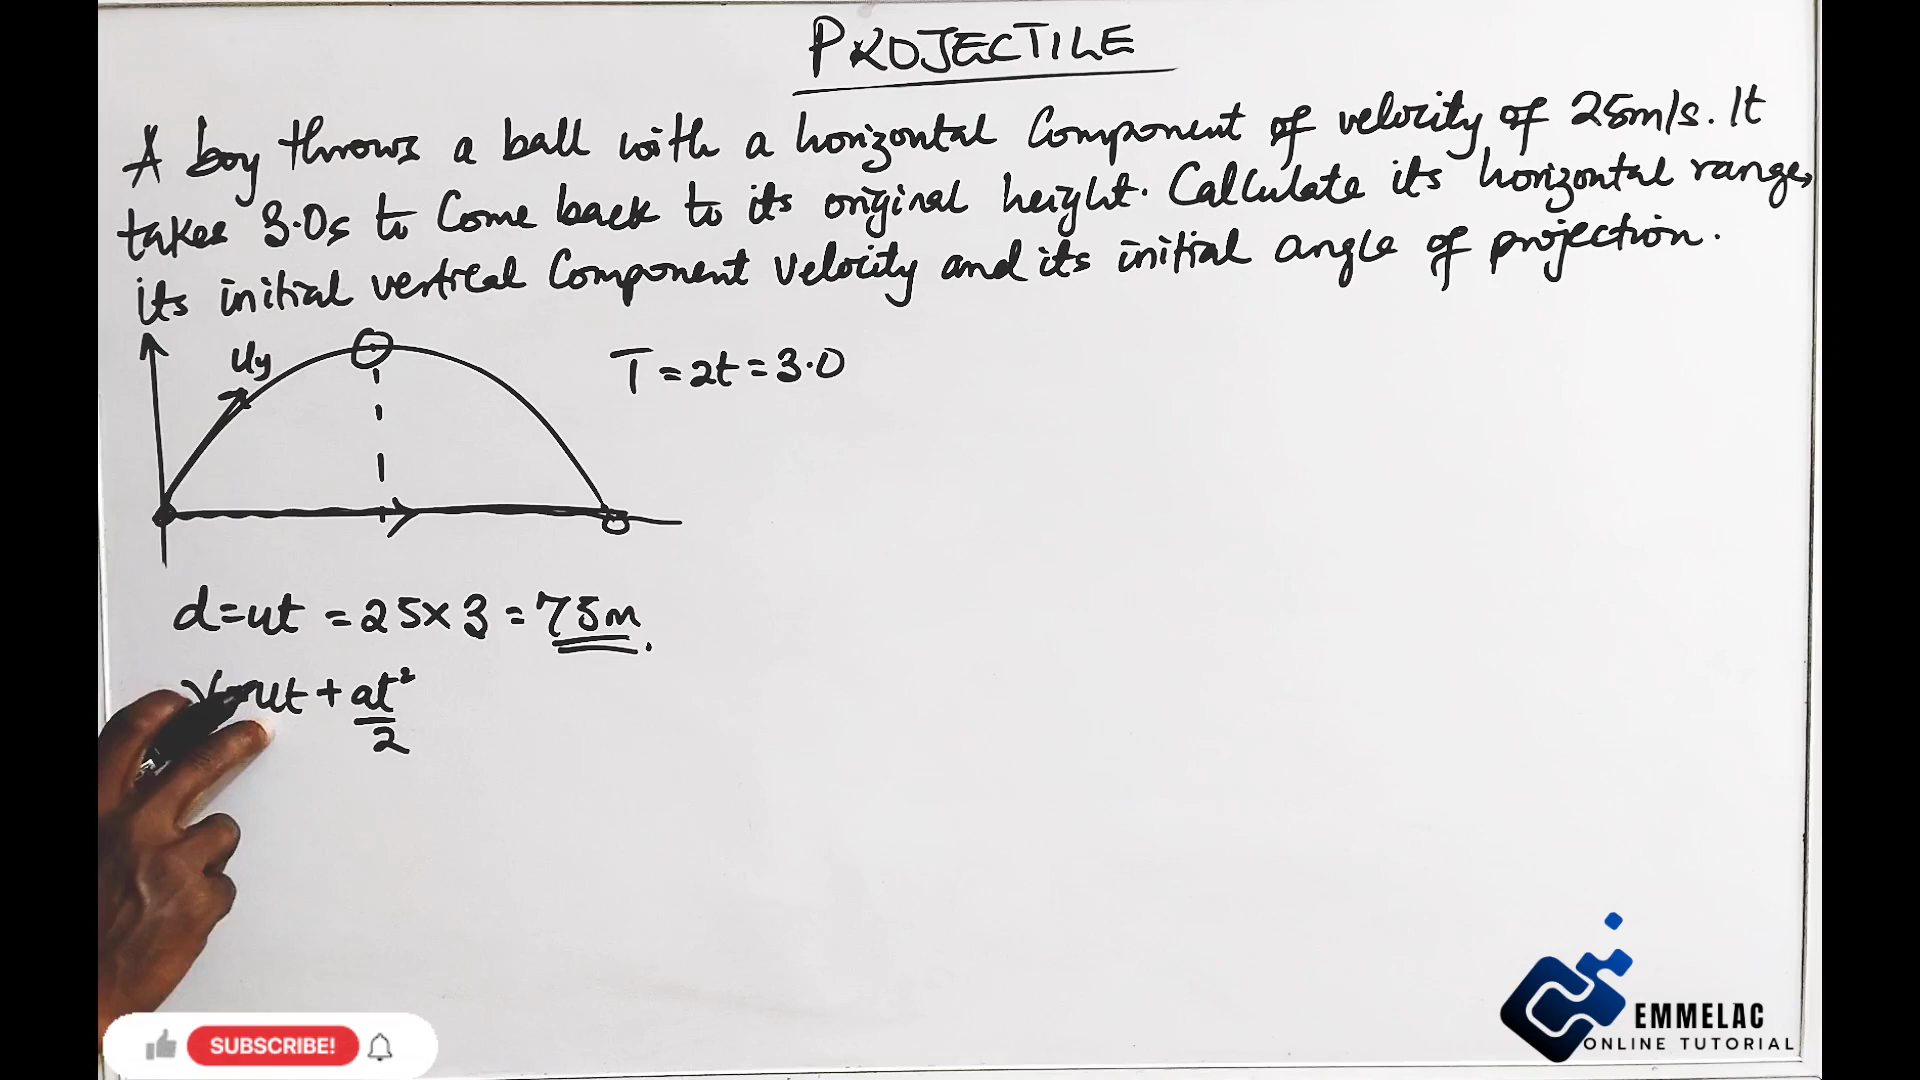 PROJECTILE
A boy throws a ball with a horizontal component of velocity of 25m/s. It
takes 3.0s to come back to its original height. Calculate its horizontal range,
its initial vertical component velocity and its initial angle of projection.
Uy
T = 2t = 3.0
d = ut = 25 × 3 = 75m.
ut + at²
2
SUBSCRIBE!
EMMELAC
ONLINE TUTORIAL